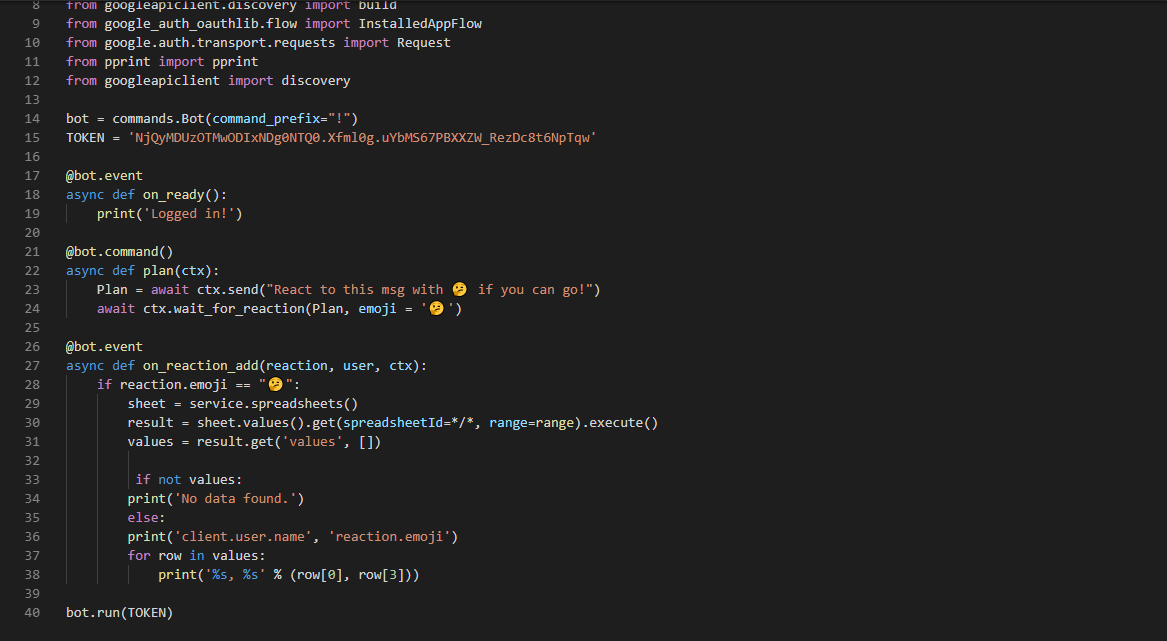 8 from googleapiclient.discovery import build
9 from google_auth_oauthlib.flow import InstalledAppFlow
10 from google.auth.transport.requests import Request
11 from pprint import pprint
12 from googleapiclient import discovery
13
14 bot = commands.Bot(command_prefix="!")
15 TOKEN = 'NjQyMDUzOTMwODIxNDg0NTQ0.Xfml0g.uYbMS67PBXXZW_RezDc8t6NpTqw'
16
17 @bot.event
18 async def on_ready():
19     print('Logged in!')
20
21 @bot.command()
22 async def plan(ctx):
23     Plan = await ctx.send("React to this msg with 🤔 if you can go!")
24     await ctx.wait_for_reaction(Plan, emoji = '🤔')
25
26 @bot.event
27 async def on_reaction_add(reaction, user, ctx):
28     if reaction.emoji == "🤔":
29         sheet = service.spreadsheets()
30         result = sheet.values().get(spreadsheetId=*/*, range=range).execute()
31         values = result.get('values', [])
32
33          if not values:
34         print('No data found.')
35         else:
36         print('client.user.name', 'reaction.emoji')
37         for row in values:
38             print('%s, %s' % (row[0], row[3]))
39
40 bot.run(TOKEN)